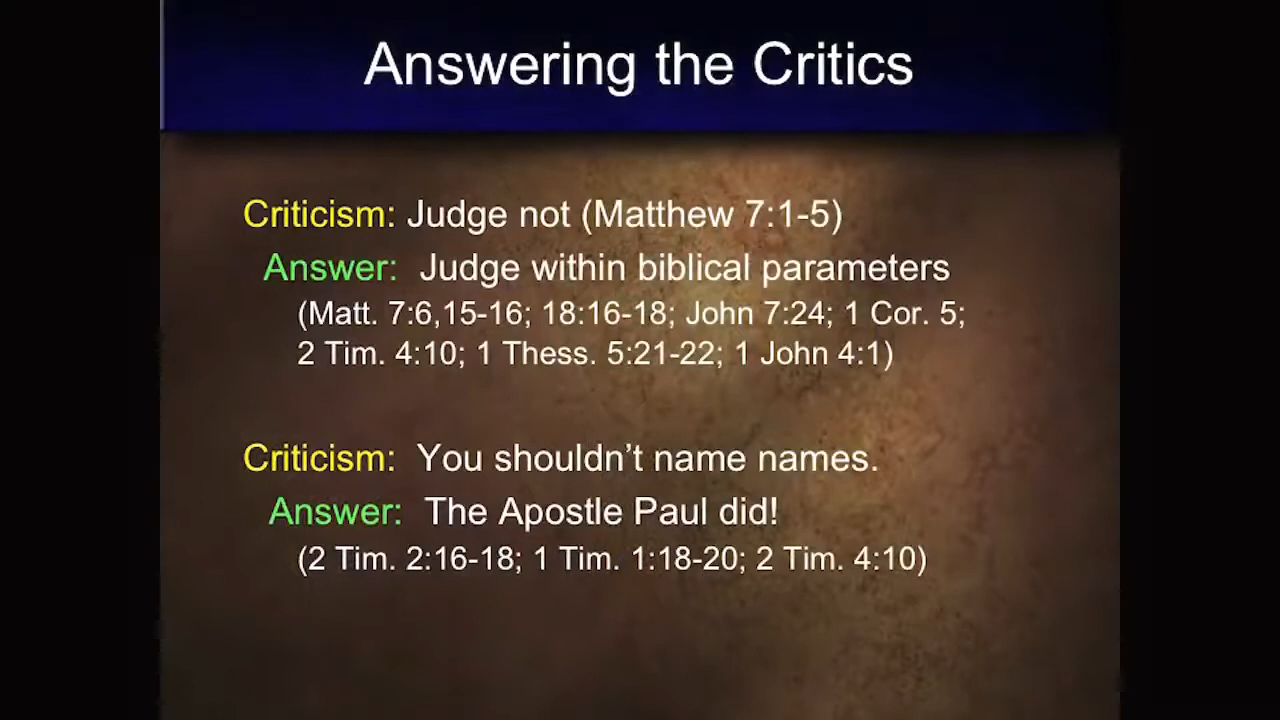 Answering the Critics
Criticism: Judge not (Matthew 7:1-5)
Answer: Judge within biblical parameters
(Matt. 7:6,15-16; 18:16-18; John 7:24; 1 Cor. 5;
2 Tim. 4:10; 1 Thess. 5:21-22; 1 John 4:1)
Criticism: You shouldn’t name names.
Answer: The Apostle Paul did!
(2 Tim. 2:16-18; 1 Tim. 1:18-20; 2 Tim. 4:10)